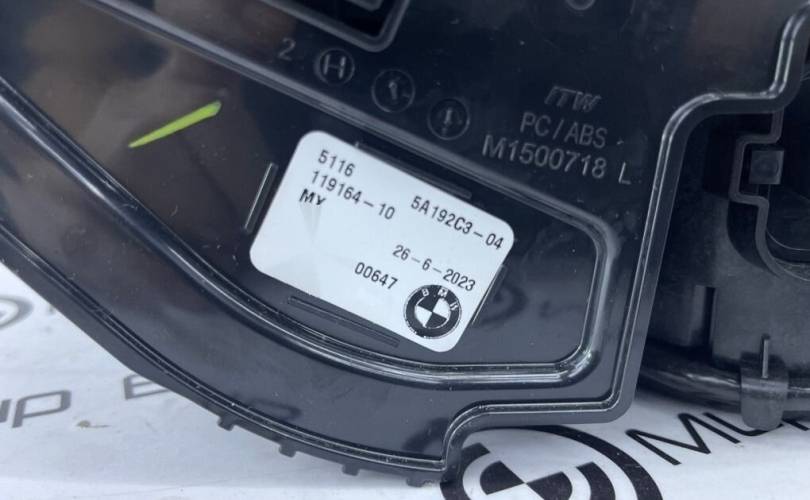 2 H
ITW
PC/ABS
M1500718 L
5116
119164-10 5A192C3-04
MY
26-6-2023
00647
BMW